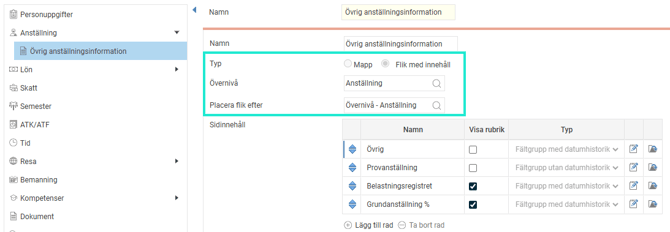 Personuppgifter
Anställning
Övrig anställningsinformation
Lön
Skatt
Semester
ATK/ATF
Tid
Resa
Bemanning
Kompetenser
Dokument
Namn Övrig anställningsinformation
Namn Övrig anställningsinformation
Typ Mapp Flik med innehåll
Övernivå Anställning
Placera flik efter Övernivå - Anställning
Sidinnehåll
Namn Visa rubrik Typ
Övrig Fältgrupp med datumhistorik
Provanställning Fältgrupp utan datumhistorik
Belastningsregistret Fältgrupp med datumhistorik
Grundanställning % Fältgrupp med datumhistorik
Lägg till rad Ta bort rad